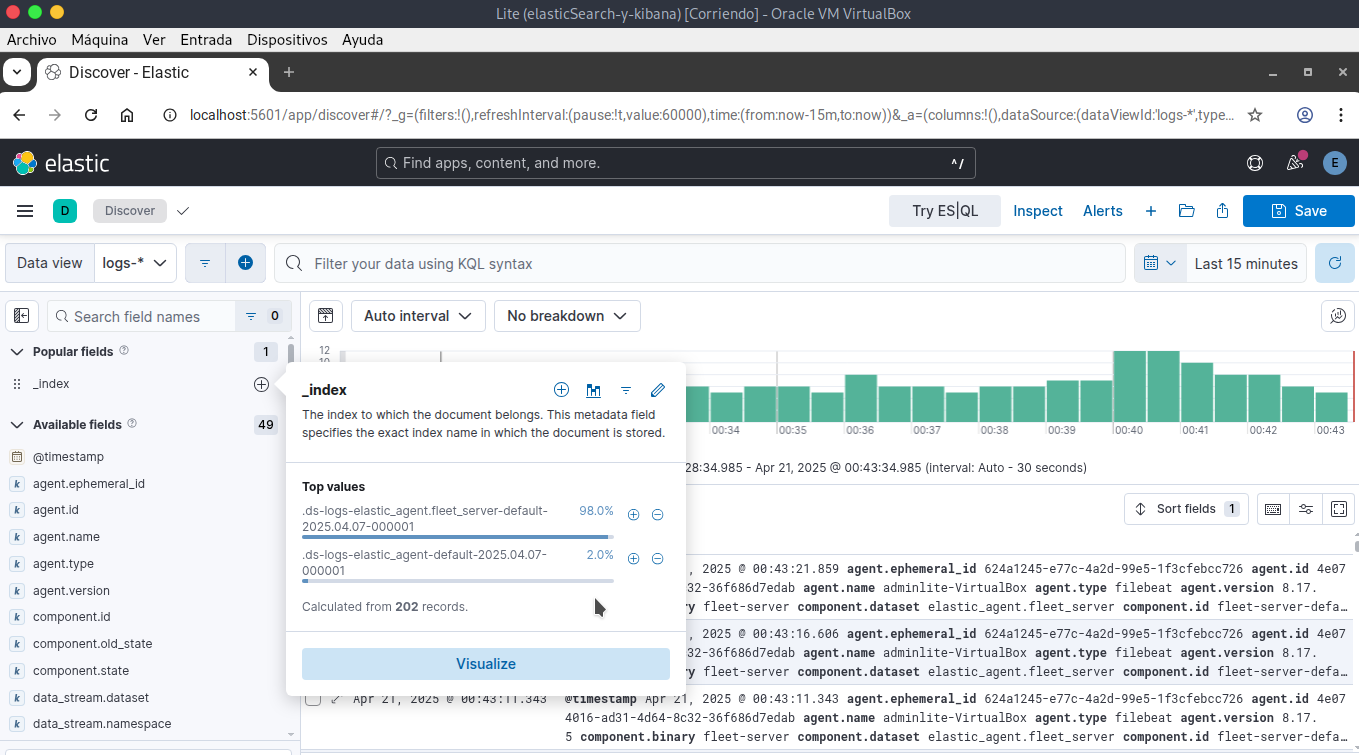 Lite (elasticSearch-y-kibana) [Corriendo] - Oracle VM VirtualBox
Archivo Máquina Ver Entrada Dispositivos Ayuda
Discover - Elastic
localhost:5601/app/discover#/?_g=(filters:!(),refreshInterval:(pause:!t,value:60000),time:(from:now-15m,to:now))&_a=(columns:!(),dataSource:(dataViewId:'logs-*',type...
elastic
Find apps, content, and more.
^/
E
D
Discover
Try ES|QL
Inspect
Alerts
Save
Data view
logs-*
Filter your data using KQL syntax
Last 15 minutes
Search field names
0
Auto interval
No breakdown
Popular fields
1
_index
Available fields
49
@timestamp
agent.ephemeral_id
agent.id
agent.name
agent.type
agent.version
component.id
component.old_state
component.state
data_stream.dataset
data_stream.namespace
_index
The index to which the document belongs. This metadata field
specifies the exact index name in which the document is stored.
Top values
.ds-logs-elastic_agent.fleet_server-default-
2025.04.07-000001
98.0%
.ds-logs-elastic_agent-default-2025.04.07-
000001
2.0%
Calculated from 202 records.
Visualize
12
00:34 00:35 00:36 00:37 00:38 00:39 00:40 00:41 00:42 00:43
28:34.985 - Apr 21, 2025 @ 00:43:34.985 (interval: Auto - 30 seconds)
Sort fields 1
, 2025 @ 00:43:21.859 agent.ephemeral_id 624a1245-e77c-4a2d-99e5-1f3cfebcc726 agent.id 4e07
32-36f686d7edab agent.name adminlite-VirtualBox agent.type filebeat agent.version 8.17.
ry fleet-server component.dataset elastic_agent.fleet_server component.id fleet-server-defa…
, 2025 @ 00:43:16.606 agent.ephemeral_id 624a1245-e77c-4a2d-99e5-1f3cfebcc726 agent.id 4e07
32-36f686d7edab agent.name adminlite-VirtualBox agent.type filebeat agent.version 8.17.
ry fleet-server component.dataset elastic_agent.fleet_server component.id fleet-server-defa…
Apr 21, 2025 @ 00:43:11.343 @timestamp Apr 21, 2025 @ 00:43:11.343 agent.ephemeral_id 624a1245-e77c-4a2d-99e5-1f3cfebcc726 agent.id 4e07
4016-ad31-4d64-8c32-36f686d7edab agent.name adminlite-VirtualBox agent.type filebeat agent.version 8.17.
5 component.binary fleet-server component.dataset elastic_agent.fleet_server component.id fleet-server-defa…